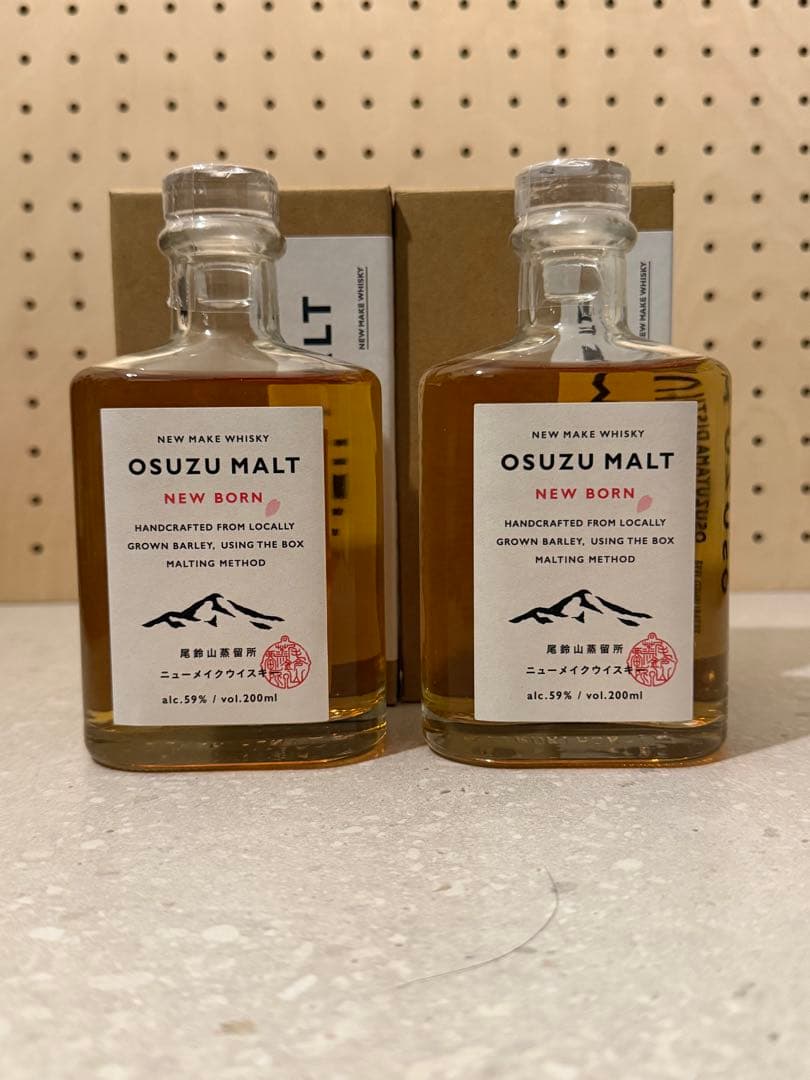 NEW MAKE WHISKY
OSUZU MALT
NEW BORN
HANDCRAFTED FROM LOCALLY
GROWN BARLEY, USING THE BOX
MALTING METHOD
尾鈴山蒸留所
ニューメイクウイスキー
alc.59% / vol.200ml
NEW MAKE WHISKY
OSUZU MALT
NEW BORN
HANDCRAFTED FROM LOCALLY
GROWN BARLEY, USING THE BOX
MALTING METHOD
尾鈴山蒸留所
ニューメイクウイスキー
alc.59% / vol.200ml
NEW MAKE WHISKY
LT
NEW MAKE WHISKY